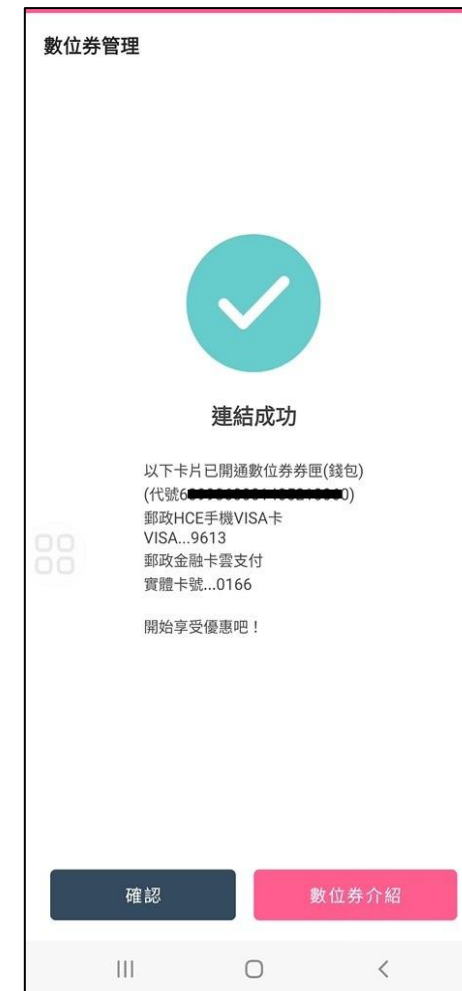 數位券管理
連結成功
以下卡片已開通數位券券匣(錢包)
(代號6 0)
郵政HCE手機VISA卡
VISA...9613
郵政金融卡雲支付
實體卡號...0166
開始享受優惠吧！
確認
數位券介紹